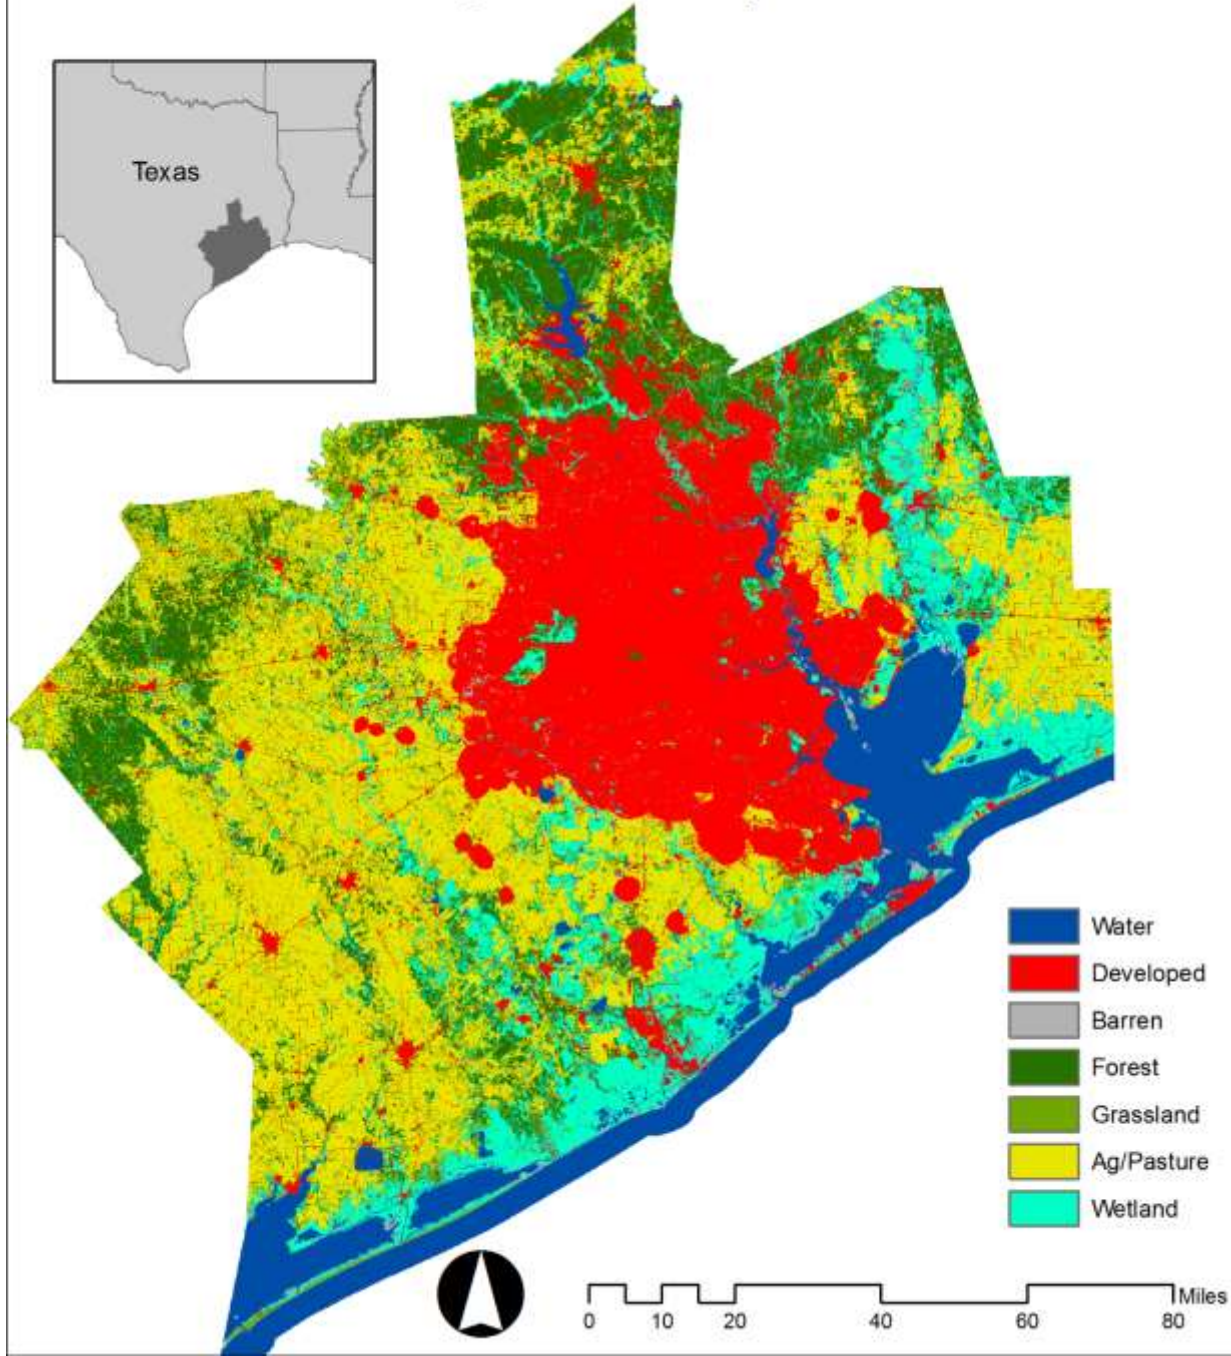 Texas
Water
Developed
Barren
Forest
Grassland
Ag/Pasture
Wetland
Miles
0 10 20 40 60 80